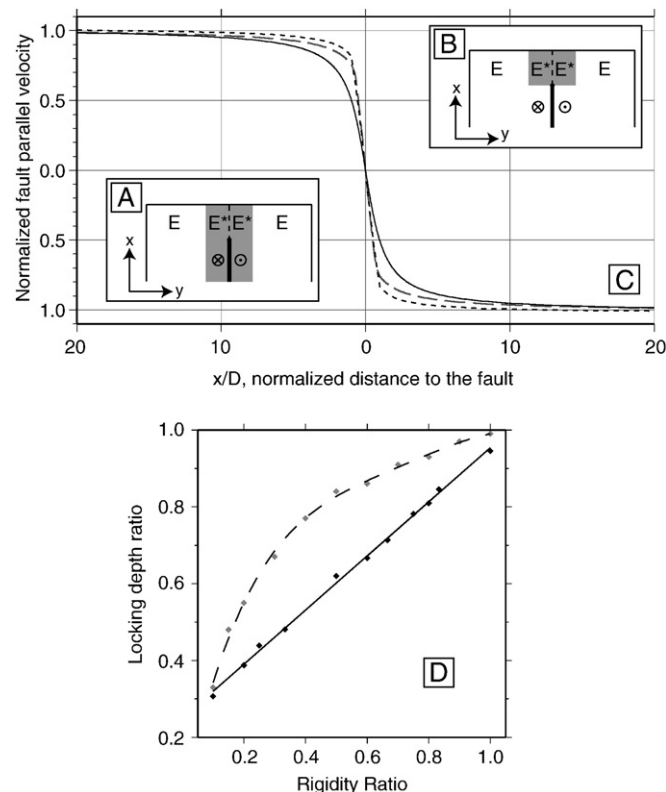 1.0
0.5
0.0
0.5
1.0
Normalized fault parallel velocity
20
10
0
10
20
x/D, normalized distance to the fault
A
E E* E* E
x
y
⊗ ⊙
B
E E* E* E
x
y
⊗ ⊙
C
1.0
0.8
0.6
0.4
0.2
Locking depth ratio
D
0.2 0.4 0.6 0.8 1.0
Rigidity Ratio